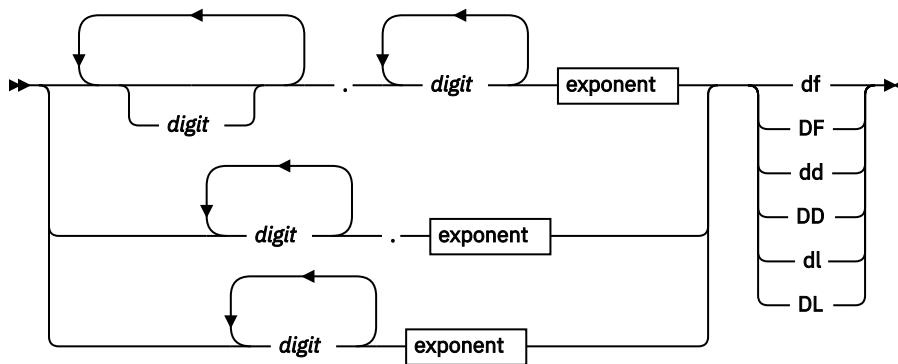 . digit exponent df
digit DF
dd
DD
digit . exponent
dl
DL
digit exponent